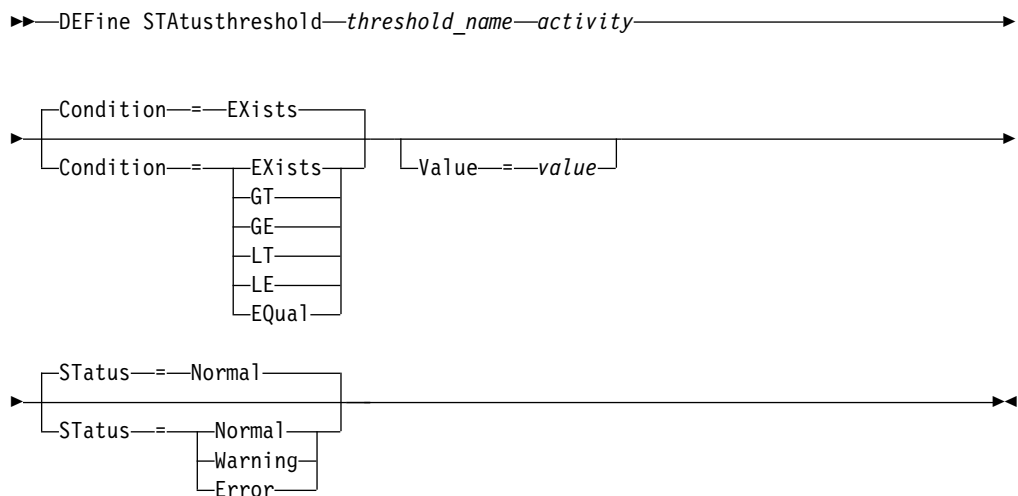 DEFine STAtusthreshold threshold_name activity
Condition = EXists
Condition = EXists
GT
GE
LT
LE
EQual
Value = value
STatus = Normal
STatus = Normal
Warning
Error